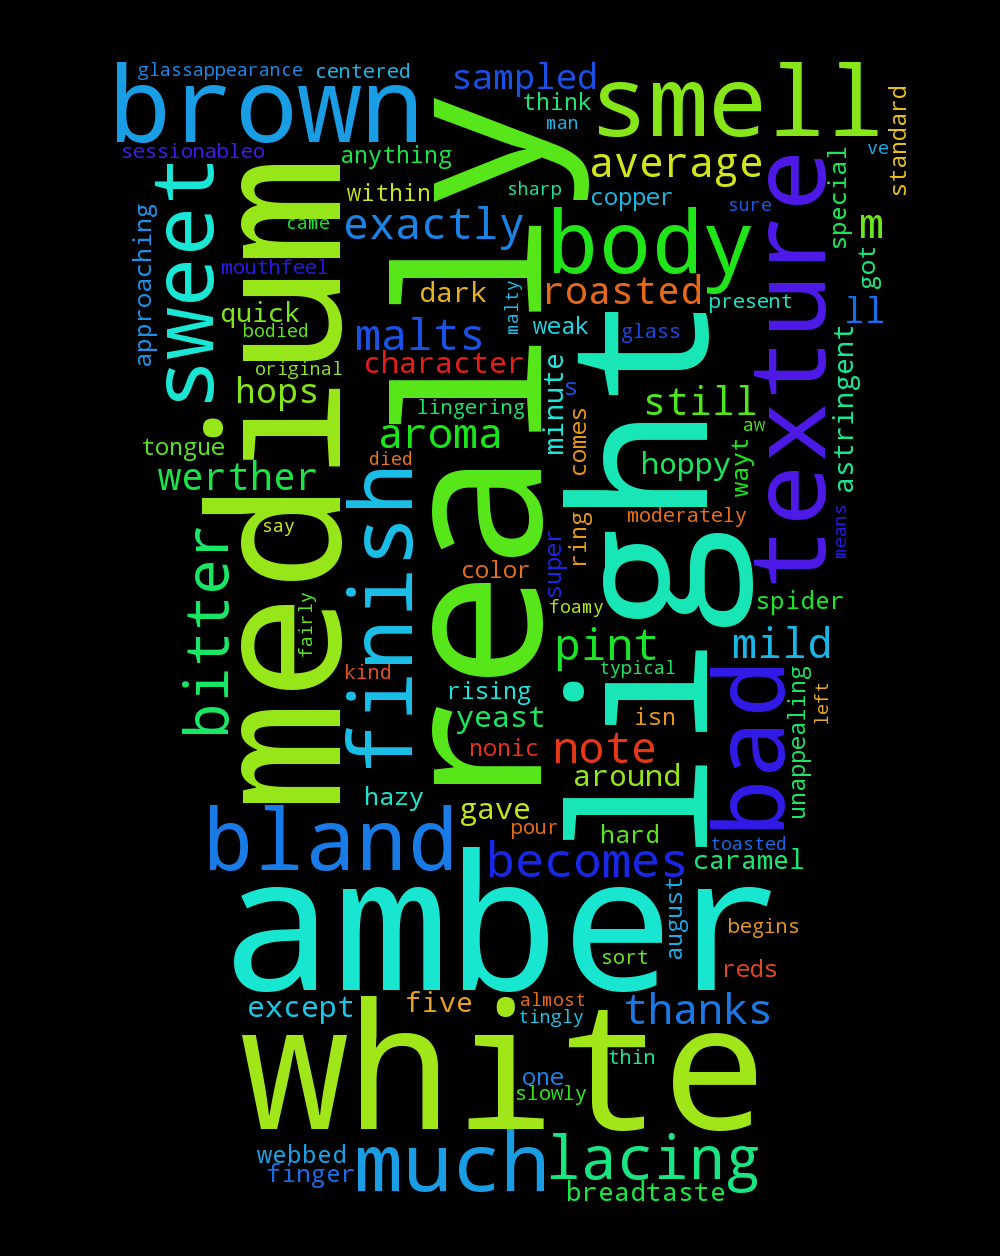 glassappearance
centered
sampled
brown
smell
think
man
standard
sessionableo
anything
average
ve
sweet
medium
within
really
sharp
copper
sure
texture
special
m
approaching
came
exactly
body
got
mouthfeel
quick
dark
malty
roasted
present
ll
bodied
malts
weak
light
glass
original
character
minute
s
astringent
hops
lingering
comes
still
aw
tongue
aroma
hoppy
wayt
werther
died
finish
say
ring
moderately
means
bitter
fairly
color
super
foamy
spider
kind
pint
typical
mild
rising
yeast
isn
bad
unappealing
left
nonic
note
around
hazy
gave
pour
hard
bland
becomes
toasted
caramel
amber
august
begins
sort
reds
except
five
almost
tingly
thanks
white
thin
one
slowly
webbed
finger
much
lacing
breadtaste